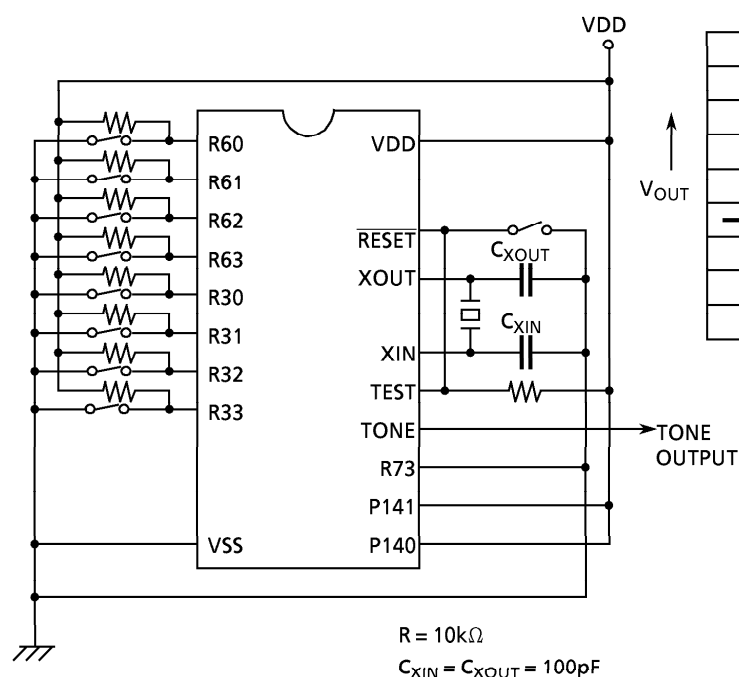 VDD
R60
R61
R62
R63
R30
R31
R32
R33
VSS
VDD
RESET
XOUT
XIN
TEST
TONE
R73
P141
P140
CXOUT
CXIN
TONE
OUTPUT
VOUT
R = 10kΩ
CXIN = CXOUT = 100pF